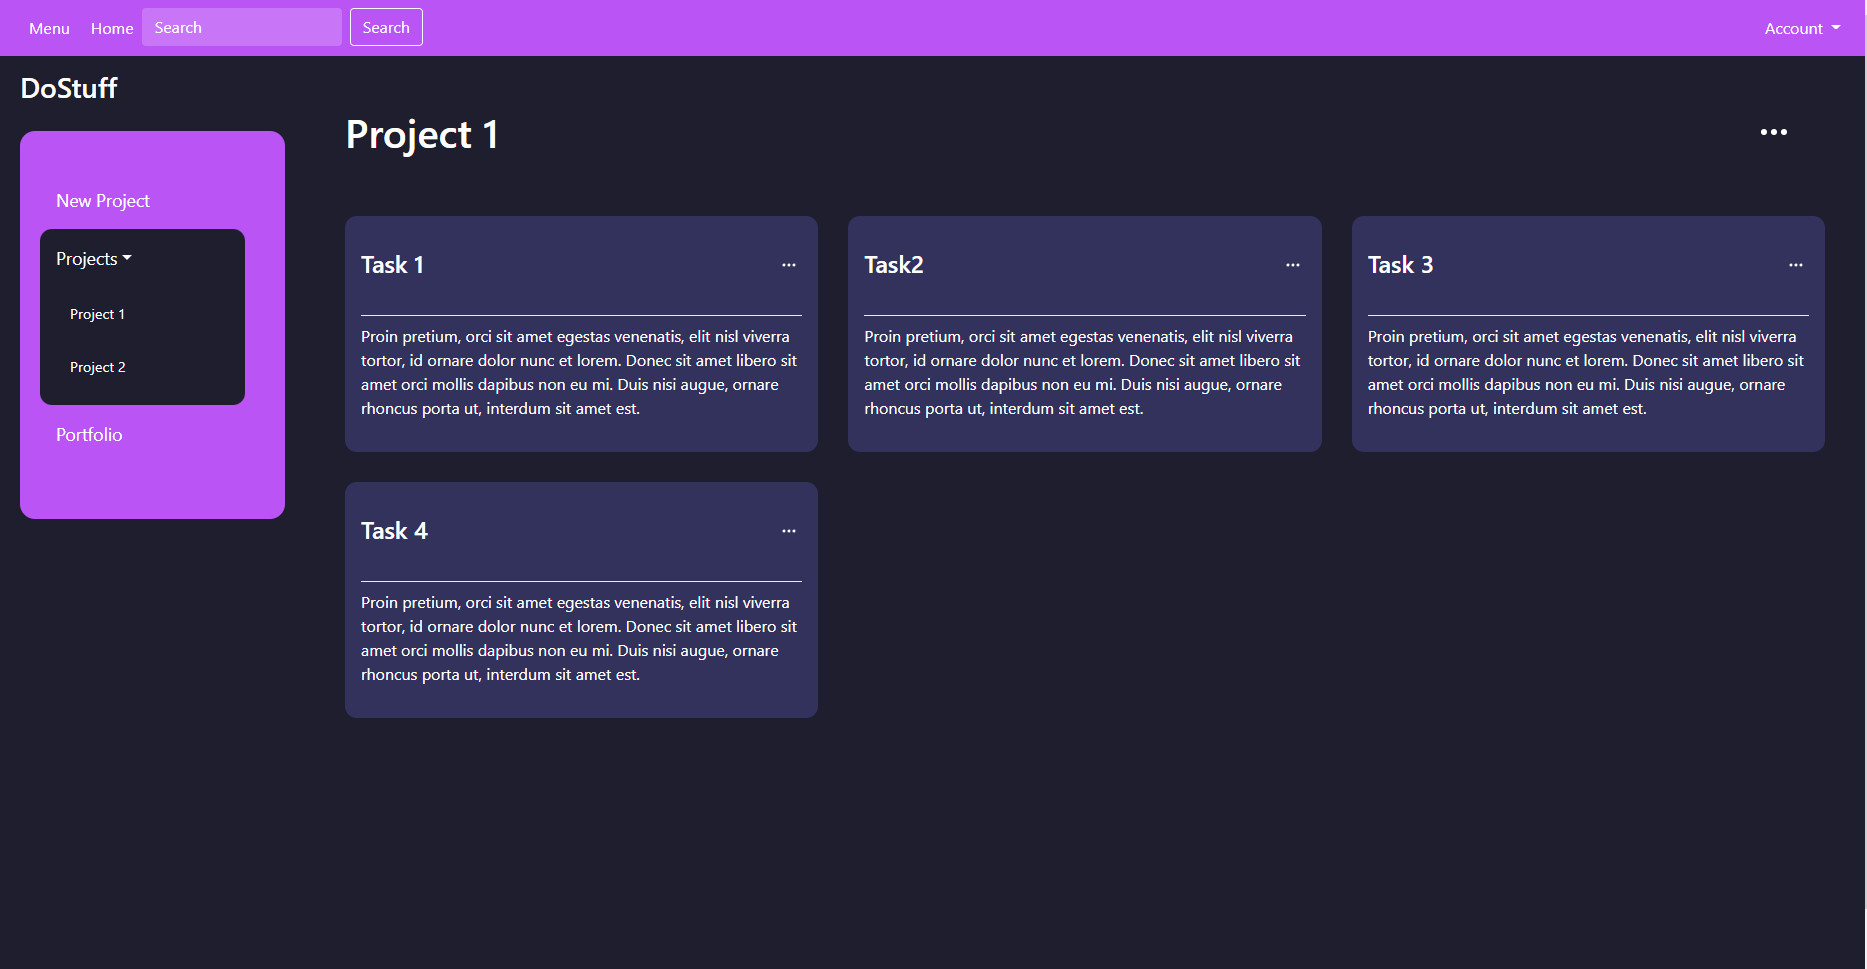 Menu Home Search Search Account
DoStuff
Project 1
New Project
Projects
Project 1
Project 2
Portfolio
Task 1
Proin pretium, orci sit amet egestas venenatis, elit nisl viverra
tortor, id ornare dolor nunc et lorem. Donec sit amet libero sit
amet orci mollis dapibus non eu mi. Duis nisi augue, ornare
rhoncus porta ut, interdum sit amet est.
Task2
Proin pretium, orci sit amet egestas venenatis, elit nisl viverra
tortor, id ornare dolor nunc et lorem. Donec sit amet libero sit
amet orci mollis dapibus non eu mi. Duis nisi augue, ornare
rhoncus porta ut, interdum sit amet est.
Task 3
Proin pretium, orci sit amet egestas venenatis, elit nisl viverra
tortor, id ornare dolor nunc et lorem. Donec sit amet libero sit
amet orci mollis dapibus non eu mi. Duis nisi augue, ornare
rhoncus porta ut, interdum sit amet est.
Task 4
Proin pretium, orci sit amet egestas venenatis, elit nisl viverra
tortor, id ornare dolor nunc et lorem. Donec sit amet libero sit
amet orci mollis dapibus non eu mi. Duis nisi augue, ornare
rhoncus porta ut, interdum sit amet est.